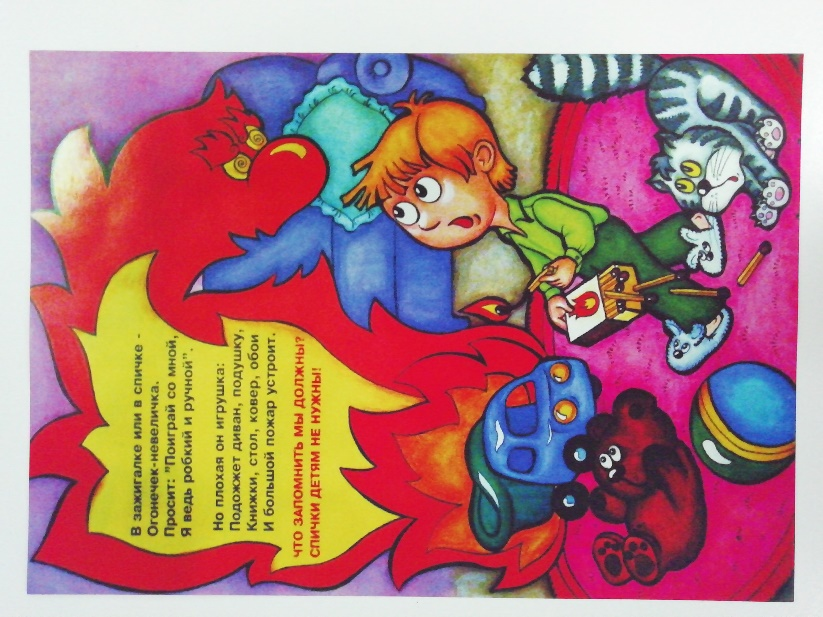 В зажигалке или в спичке -
Огонечек-невеличка.
Просит: "Поиграй со мной,
Я ведь робкий и ручной".
Но плохая он игрушка:
Подожжет диван, подушку,
Книжки, стол, ковер, обои
И большой пожар устроит.
ЧТО ЗАПОМНИТЬ МЫ ДОЛЖНЫ?
СПИЧКИ ДЕТЯМ НЕ НУЖНЫ!